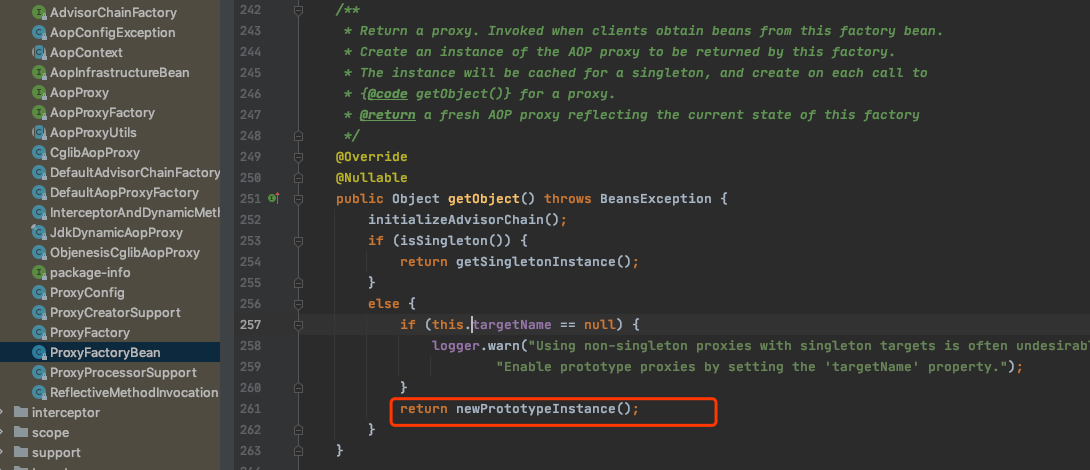 AdvisorChainFactory
AopConfigException
AopContext
AopInfrastructureBean
AopProxy
AopProxyFactory
AopProxyUtils
CglibAopProxy
DefaultAdvisorChainFactory
DefaultAopProxyFactory
InterceptorAndDynamicMet
JdkDynamicAopProxy
ObjenesisCglibAopProxy
package-info
ProxyConfig
ProxyCreatorSupport
ProxyFactory
ProxyFactoryBean
ProxyProcessorSupport
ReflectiveMethodInvocation
interceptor
scope
support
242 /**
243 * Return a proxy. Invoked when clients obtain beans from this factory bean.
244 * Create an instance of the AOP proxy to be returned by this factory.
245 * The instance will be cached for a singleton, and create on each call to
246 * {@code getObject()} for a proxy.
247 * @return a fresh AOP proxy reflecting the current state of this factory
248 */
249 @Override
250 @Nullable
251 public Object getObject() throws BeansException {
252 initializeAdvisorChain();
253 if (isSingleton()) {
254 return getSingletonInstance();
255 }
256 else {
257 if (this.targetName == null) {
258 logger.warn("Using non-singleton proxies with singleton targets is often undesirab
259 "Enable prototype proxies by setting the 'targetName' property.");
260 }
261 return newPrototypeInstance();
262 }
263 }